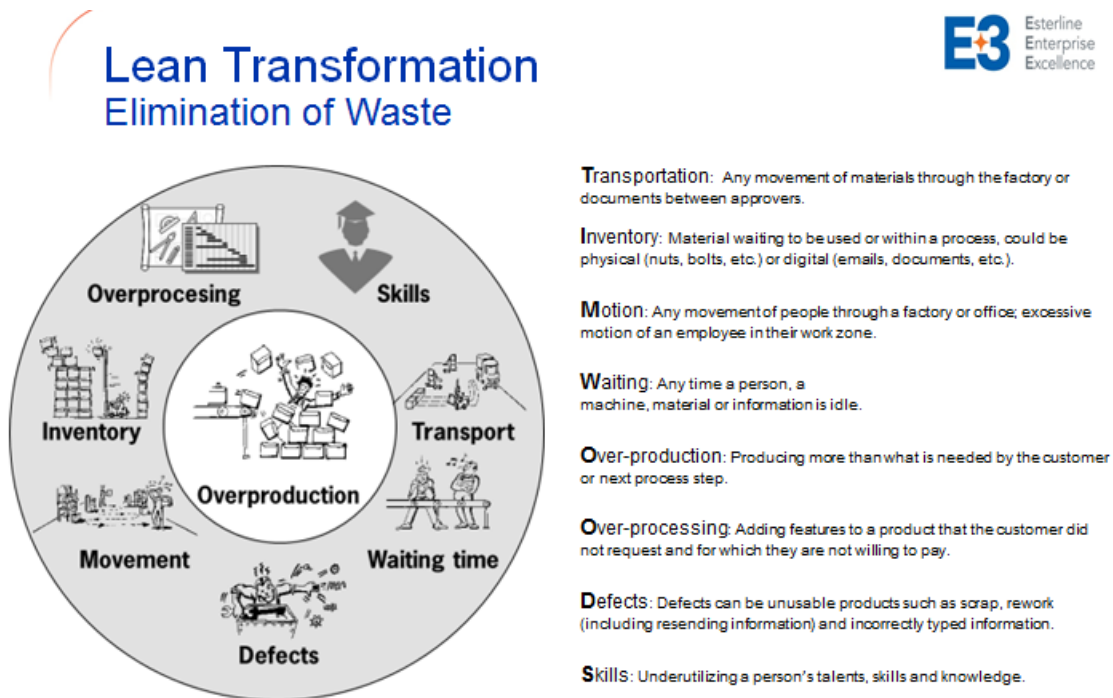 Lean Transformation
Elimination of Waste
E3
Esterline
Enterprise
Excellence
Overprocesing
Skills
Inventory
Transport
Overproduction
Movement
Waiting time
Defects
Transportation: Any movement of materials through the factory or
documents between approvers.
Inventory: Material waiting to be used or within a process, could be
physical (nuts, bolts, etc.) or digital (emails, documents, etc.).
Motion: Any movement of people through a factory or office; excessive
motion of an employee in their work zone.
Waiting: Any time a person, a
machine, material or information is idle.
Over-production: Producing more than what is needed by the customer
or next process step.
Over-processing: Adding features to a product that the customer did
not request and for which they are not willing to pay.
Defects: Defects can be unusable products such as scrap, rework
(including resending information) and incorrectly typed information.
Skills: Underutilizing a person's talents, skills and knowledge.